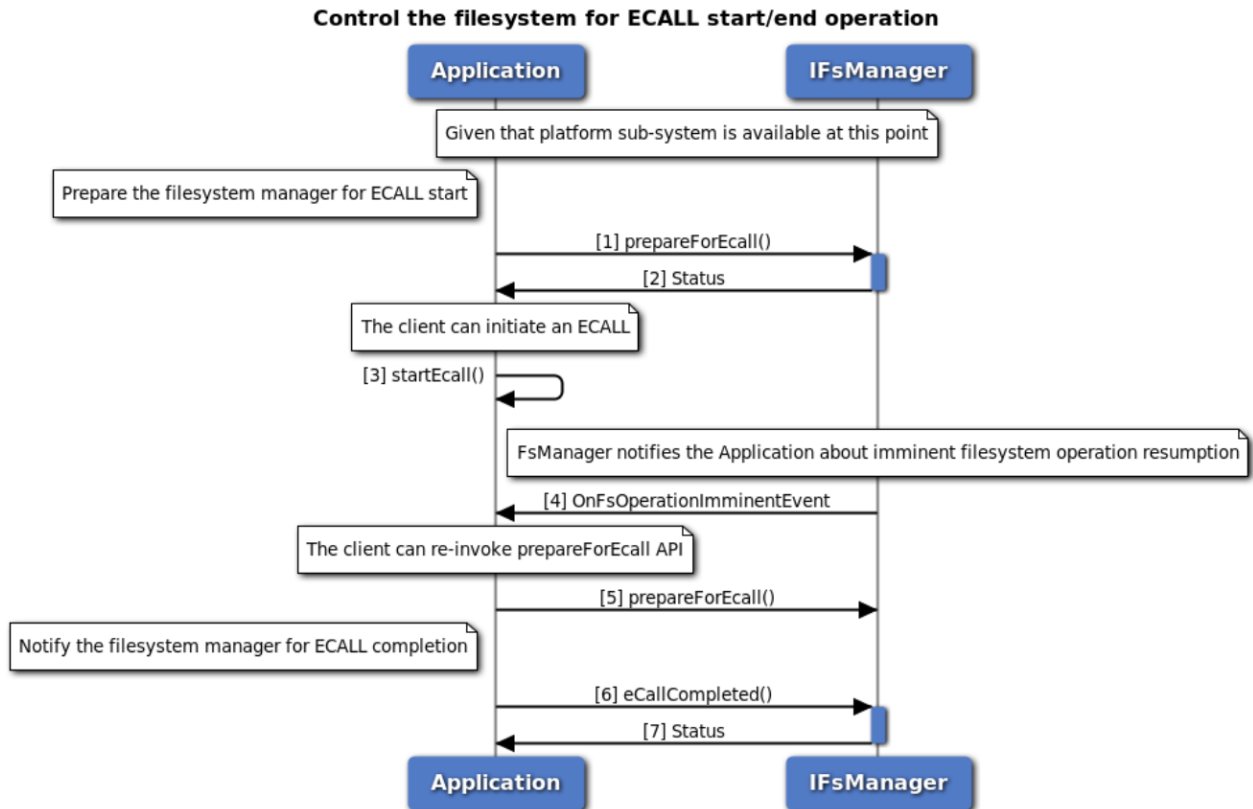 Control the filesystem for ECALL start/end operation
Application
IFsManager
Given that platform sub-system is available at this point
Prepare the filesystem manager for ECALL start
[1] prepareForEcall()
[2] Status
The client can initiate an ECALL
[3] startEcall()
FsManager notifies the Application about imminent filesystem operation resumption
[4] OnFsOperationImminentEvent
The client can re-invoke prepareForEcall API
[5] prepareForEcall()
Notify the filesystem manager for ECALL completion
[6] eCallCompleted()
[7] Status
Application
IFsManager